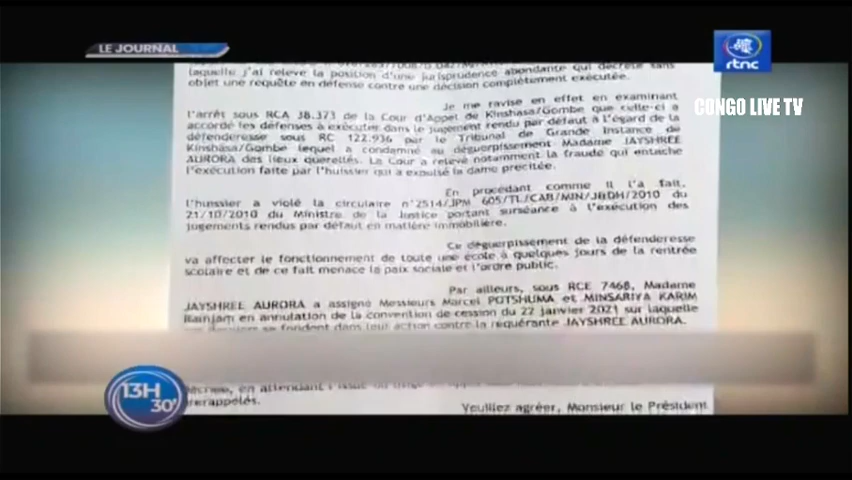 LE JOURNAL
rtnc
CONGO LIVE TV
laquelle j'ai relevé la position d'une jurisprudence abondante qui décrète sans
objet une requête en défense contre une décision complètement exécutée.
Je me ravise en effet en examinant
l'arrêt sous RCA 38.373 de la Cour d'Appel de Kinshasa/Gombe que celle-ci a
accordé les défenses à exécuter dans le jugement rendu par défaut à l'égard de la
défenderesse sous RC 122.936 par le Tribunal de Grande Instance de
Kinshasa/Gombe lequel a condamné au déguerpissement Madame JAYSHREE
AURORA des lieux querellés. La Cour a relevé notamment la fraude qui entache
l'exécution faite par l'huissier qui a expulsé la dame précitée.
En procédant comme il l'a fait,
l'huissier a violé la circulaire n°2514/JPM 605/TL/CAB/MIN/JBDH/2010 du
21/10/2010 du Ministre de la Justice portant surséance à l'exécution des
jugements rendus par défaut en matière immobilière.
Ce déguerpissement de la défenderesse
va affecter le fonctionnement de toute une école à quelques jours de la rentrée
scolaire et de ce fait menace la paix sociale et l'ordre public.
Par ailleurs, sous RCE 7468, Madame
JAYSHREE AURORA a assigné Messieurs Marcel POTSHUMA et MINSARIYA KARIM
en annulation de la convention de cession du 22 janvier 2021 sur laquelle
se fondent dans leur action contre la requérante JAYSHREE AURORA.
en attendant l'issue
Veuillez agréer, Monsieur le Président
13H
30'